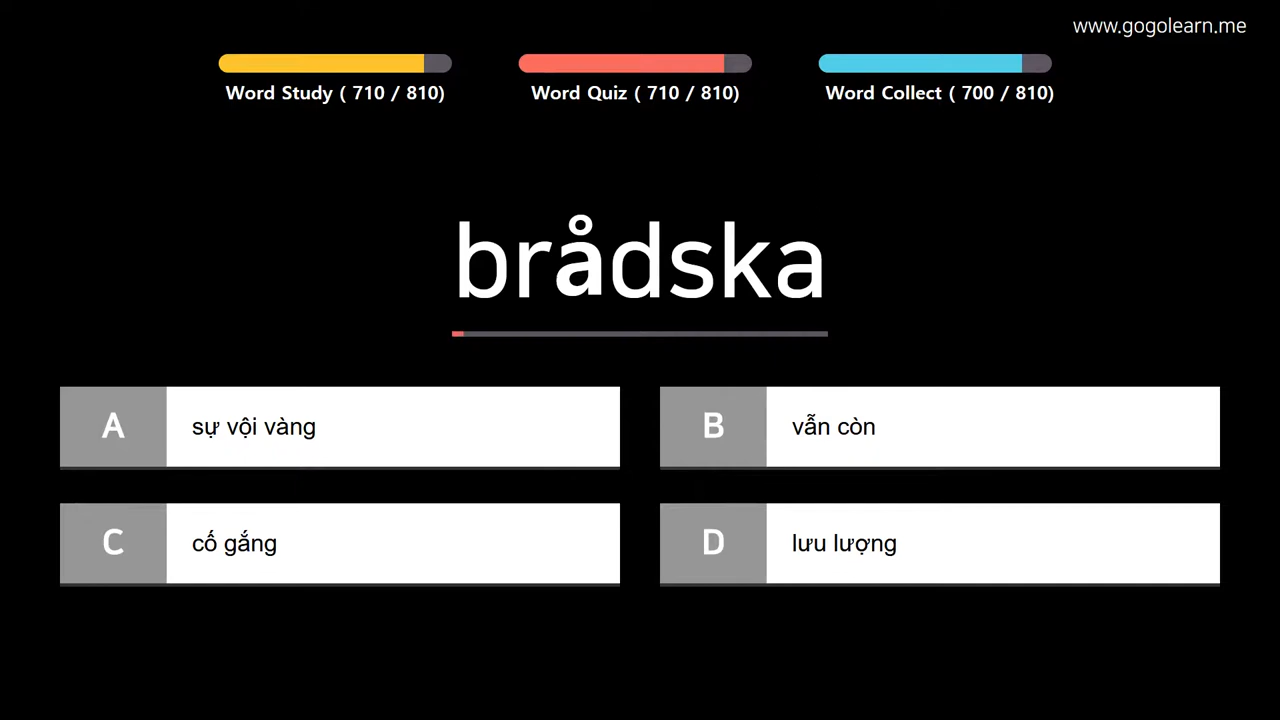 www.gogolearn.me
Word Study ( 710 / 810)
Word Quiz ( 710 / 810)
Word Collect ( 700 / 810)
brådska
A sự vội vàng
B vẫn còn
C cố gắng
D lưu lượng